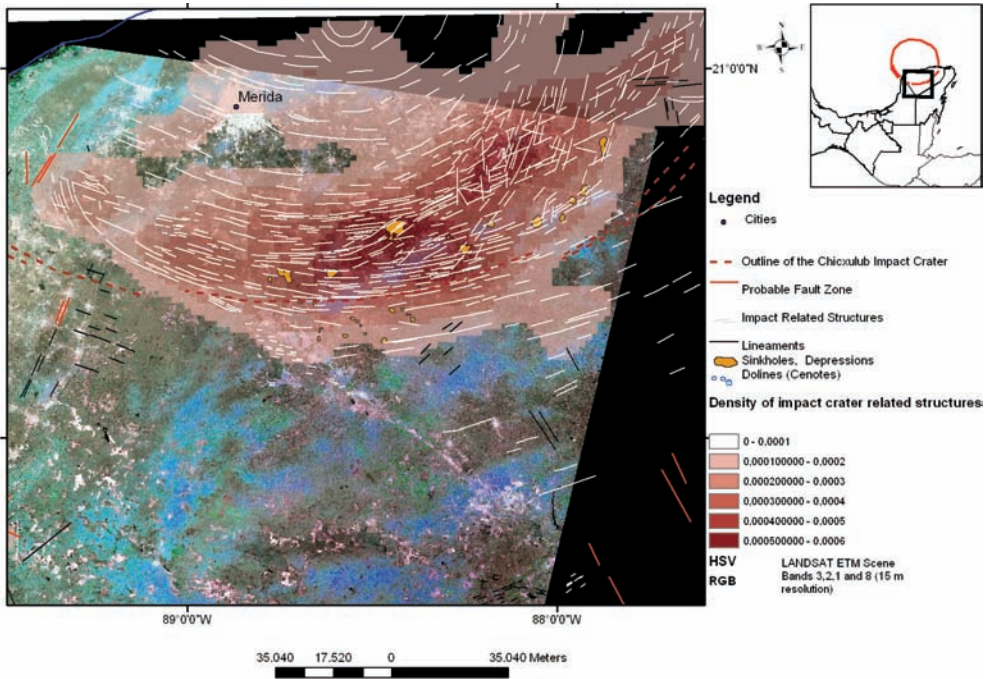 Merida
N
W
E
S
21°0'0"N
Legend
Cities
Outline of the Chicxulub Impact Crater
Probable Fault Zone
Impact Related Structures
Lineaments
Sinkholes, Depressions
Dolines (Cenotes)
Density of impact crater related structures
0 - 0.0001
0,000100000 - 0.0002
0,000200000 - 0.0003
0,000300000 - 0.0004
0,000400000 - 0.0005
0,000500000 - 0.0006
HSV LANDSAT ETM Scene
RGB Bands 3,2,1 and 8 (15 m
resolution)
89°0'0"W
88°0'0"W
35.040 17.520 0 35.040 Meters